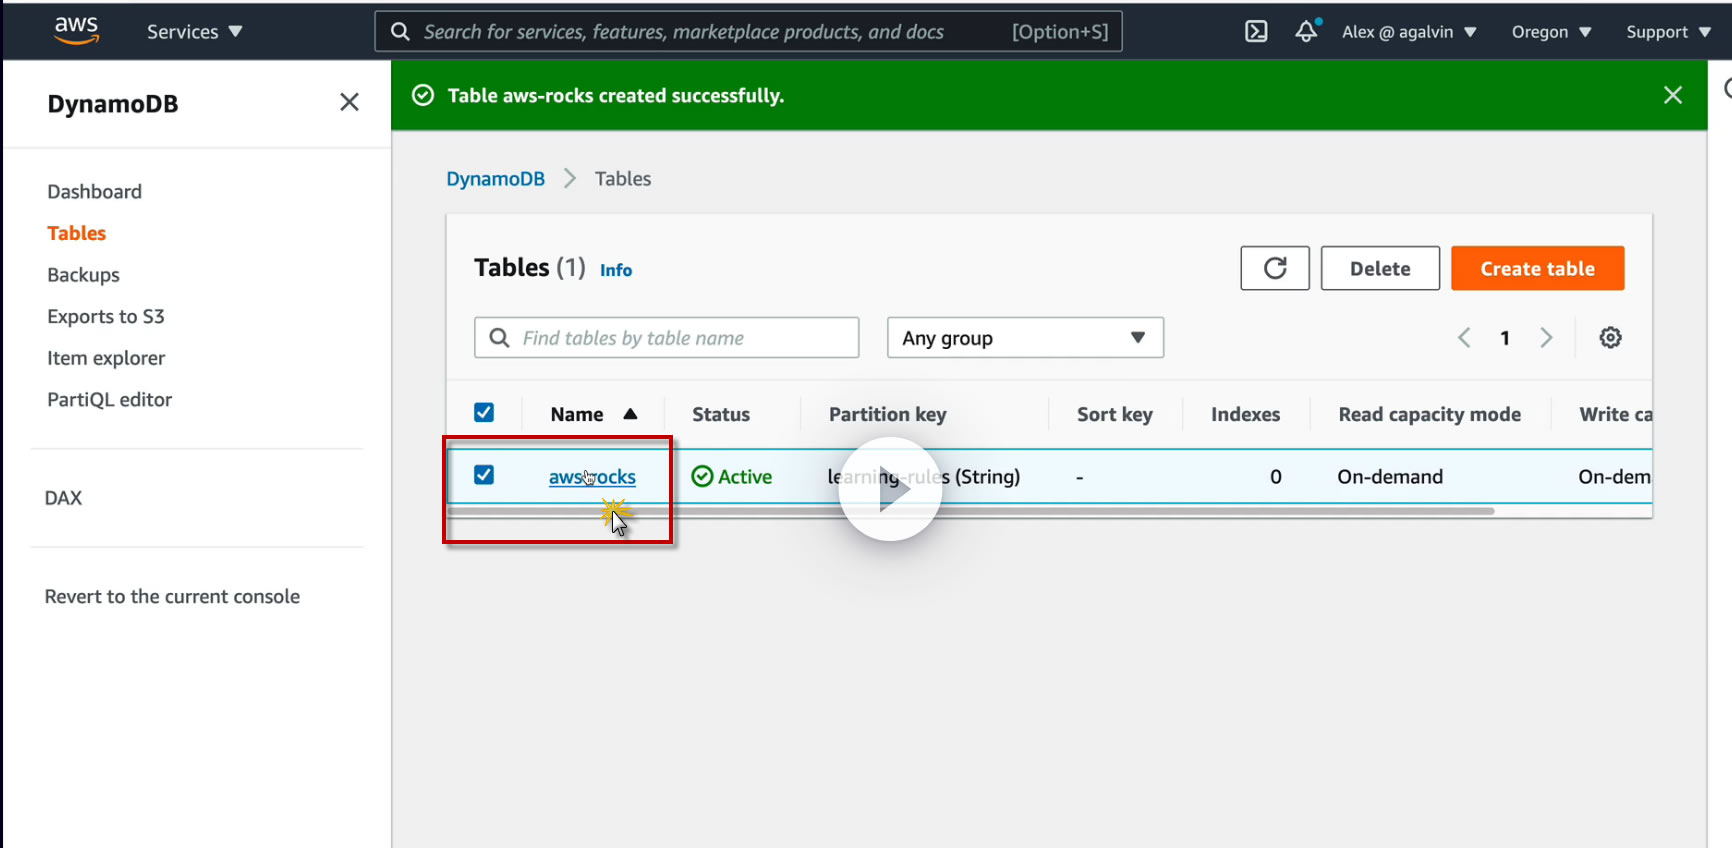 aws Services Search for services, features, marketplace products, and docs [Option+S] Alex @ agalvin Oregon Support
DynamoDB
Table aws-rocks created successfully.
Dashboard
Tables
Backups
Exports to S3
Item explorer
PartiQL editor
DAX
Revert to the current console
DynamoDB Tables
Tables (1) Info Delete Create table
Find tables by table name Any group 1
Name Status Partition key Sort key Indexes Read capacity mode Write ca
aws-rocks Active learning-rules (String) - 0 On-demand On-dem